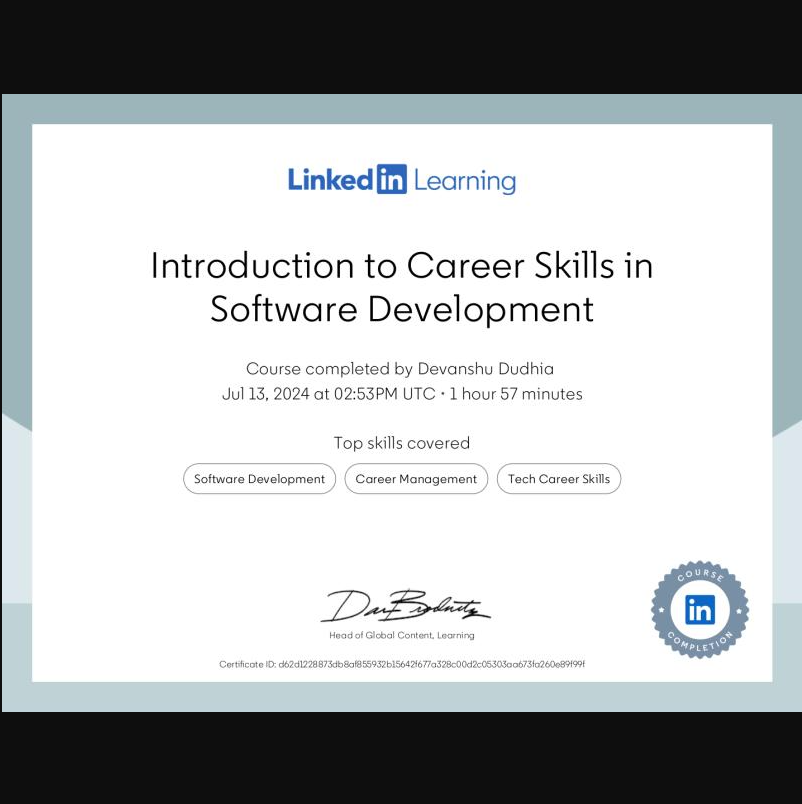 Linked in Learning
Introduction to Career Skills in
Software Development
Course completed by Devanshu Dudhia
Jul 13, 2024 at 02:53PM UTC • 1 hour 57 minutes
Top skills covered
Software Development Career Management Tech Career Skills
Head of Global Content, Learning
Certificate ID: d62d1228873db8af855932b15642f677a328c00d2c05303aa673fa260e89f99f
COURSE
in
COMPLETION